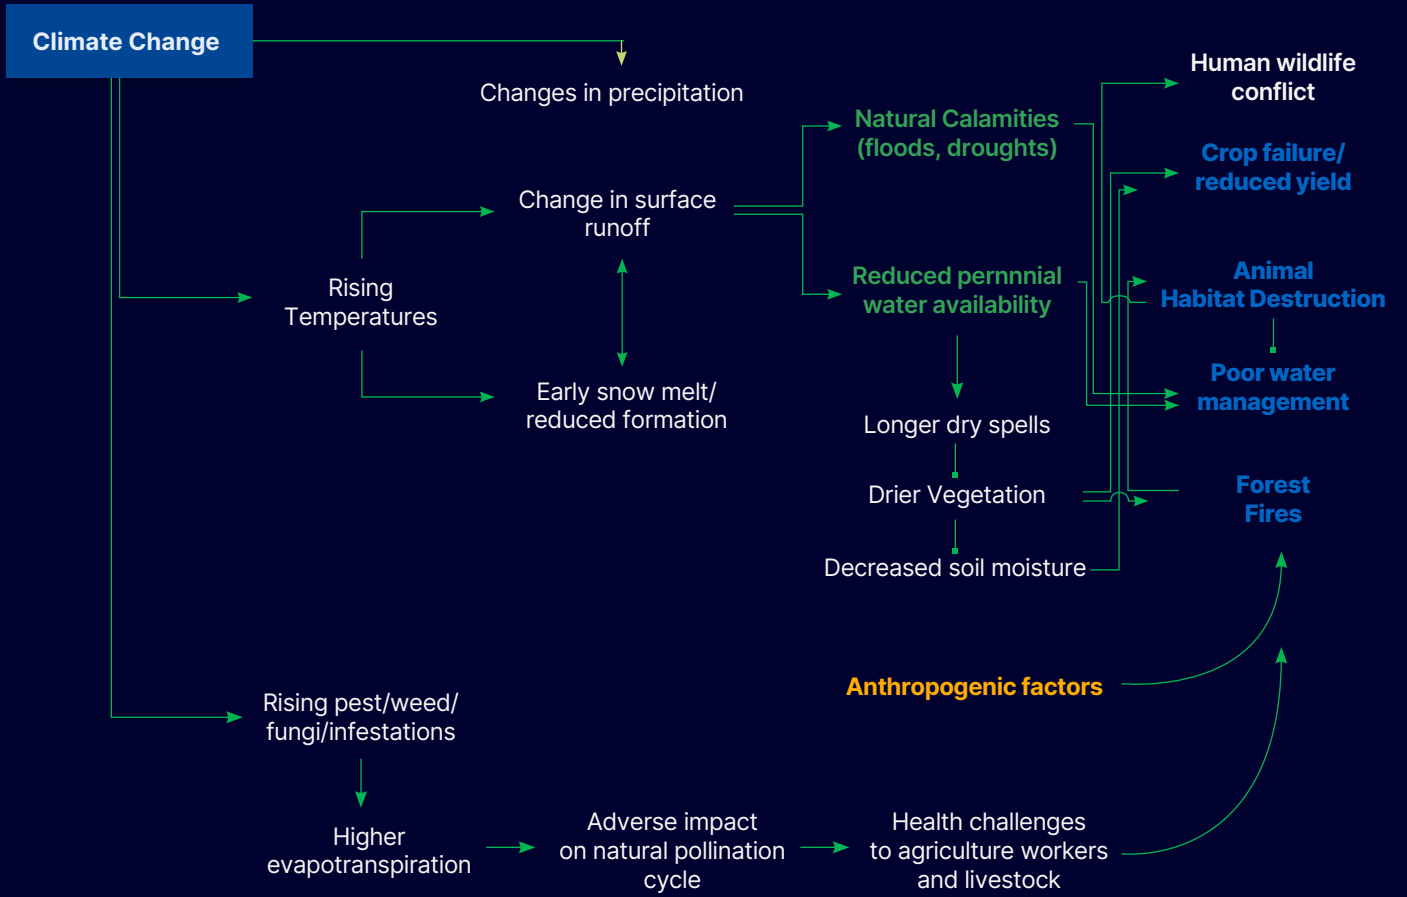 Climate Change
Changes in precipitation
Human wildlife
conflict
Natural Calamities
(floods, droughts)
Crop failure/
reduced yield
Change in surface
runoff
Rising
Temperatures
Reduced pernnnial
water availability
Animal
Habitat Destruction
Early snow melt/
reduced formation
Poor water
management
Longer dry spells
Drier Vegetation
Forest
Fires
Decreased soil moisture
Anthropogenic factors
Rising pest/weed/
fungi/infestations
Higher
evapotranspiration
Adverse impact
on natural pollination
cycle
Health challenges
to agriculture workers
and livestock